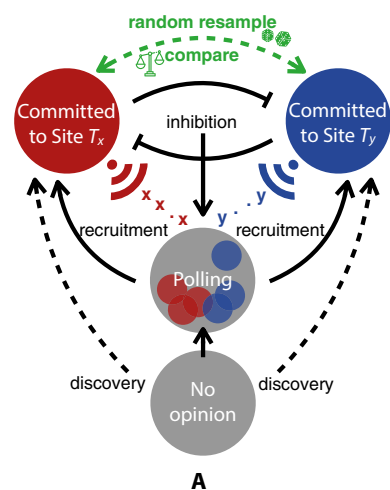 random resample
compare
Committed
to Site Tx
Committed
to Site Ty
inhibition
x x . x
y . . y
recruitment
recruitment
Polling
discovery
discovery
No
opinion
A